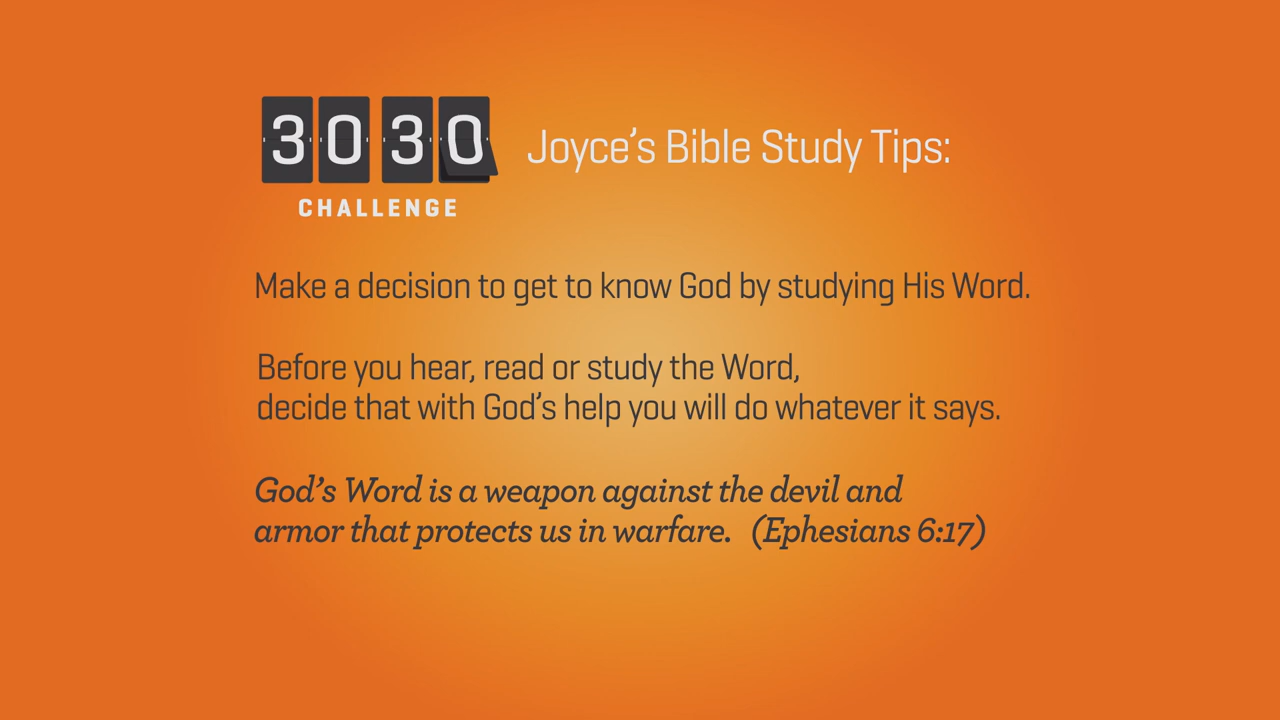 30 30
CHALLENGE
Joyce's Bible Study Tips:
Make a decision to get to know God by studying His Word.
Before you hear, read or study the Word,
decide that with God's help you will do whatever it says.
God's Word is a weapon against the devil and
armor that protects us in warfare. (Ephesians 6:17)